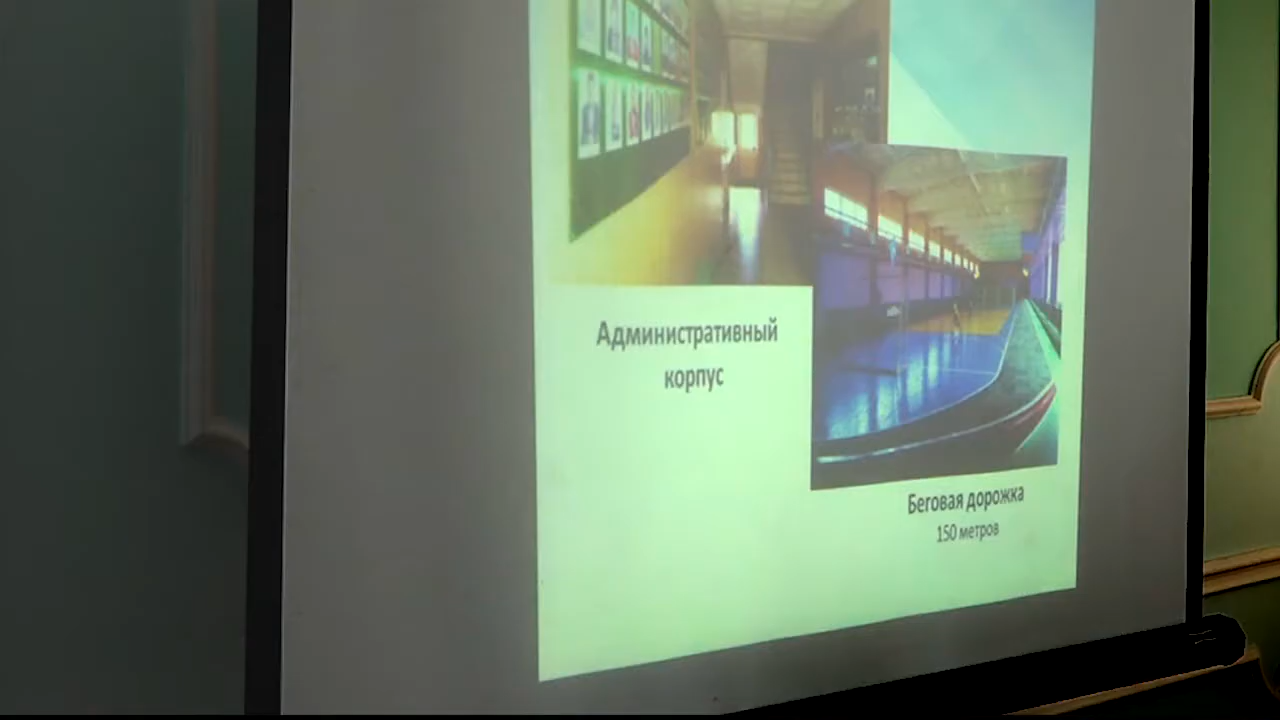 Административный
корпус
Беговая дорожка
150 метров